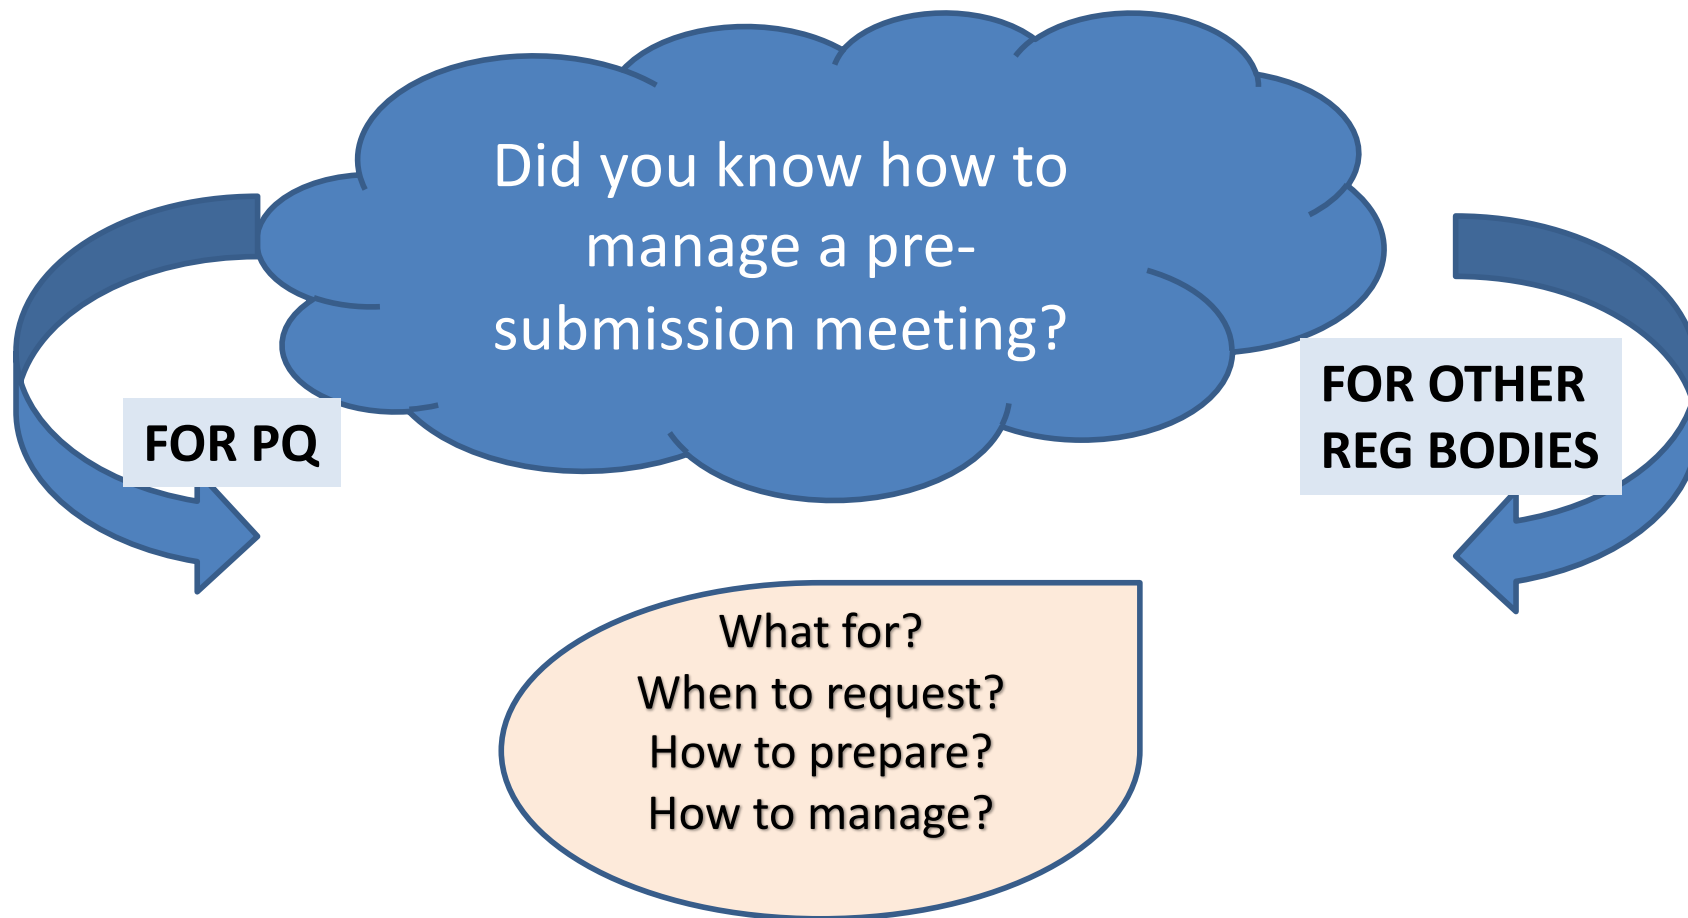 Did you know how to
manage a pre-
submission meeting?
FOR PQ
FOR OTHER
REG BODIES
What for?
When to request?
How to prepare?
How to manage?